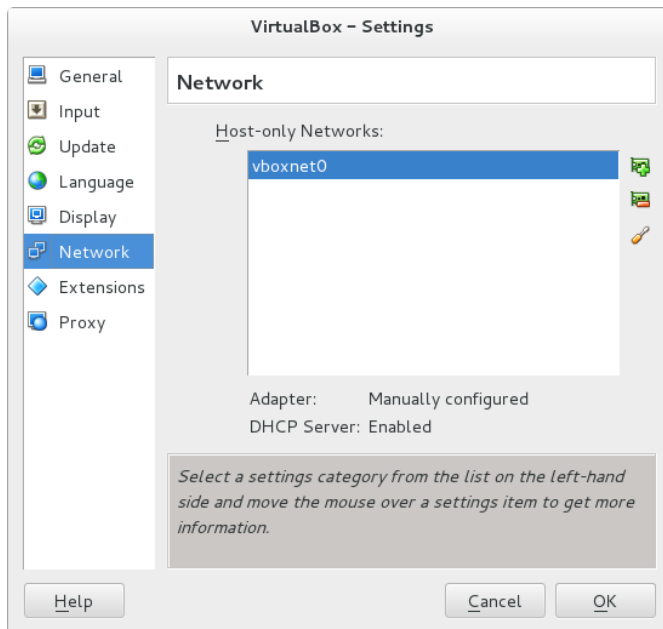 VirtualBox – Settings
General
Input
Update
Language
Display
Network
Extensions
Proxy
Network
Host-only Networks:
vboxnet0
Adapter: Manually configured
DHCP Server: Enabled
Select a settings category from the list on the left-hand
side and move the mouse over a settings item to get more
information.
Help
Cancel
OK